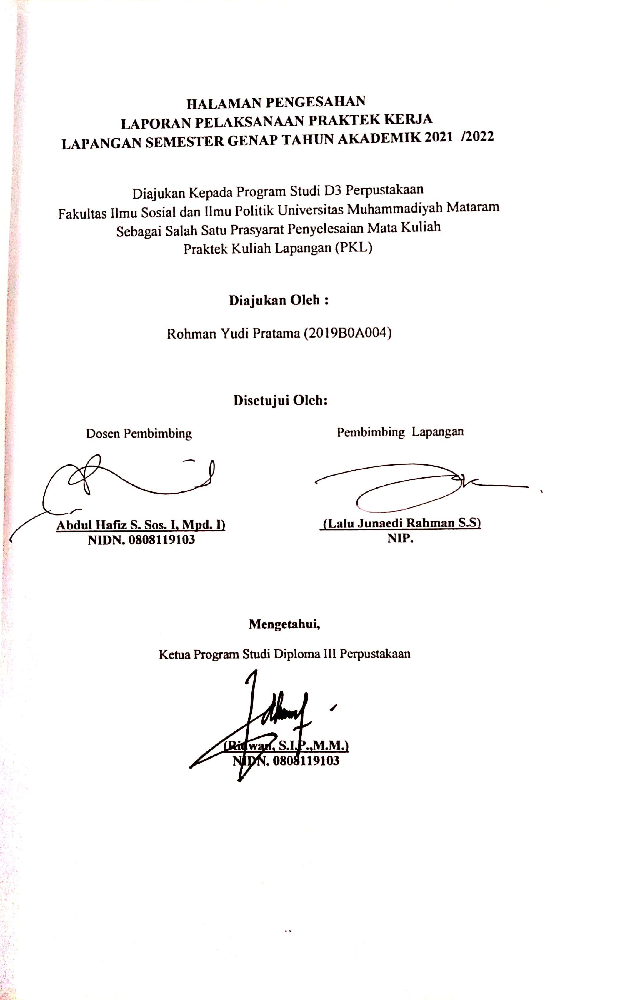 HALAMAN PENGESAHAN
LAPORAN PELAKSANAAN PRAKTEK KERJA
LAPANGAN SEMESTER GENAP TAHUN AKADEMIK 2021 /2022
Diajukan Kepada Program Studi D3 Perpustakaan
Fakultas Ilmu Sosial dan Ilmu Politik Universitas Muhammadiyah Mataram
Sebagai Salah Satu Prasyarat Penyelesaian Mata Kuliah
Praktek Kuliah Lapangan (PKL)
Diajukan Oleh :
Rohman Yudi Pratama (2019B0A004)
Disetujui Oleh:
Dosen Pembimbing
Abdul Hafiz S. Sos. I, Mpd. I)
NIDN. 0808119103
Pembimbing Lapangan
(Lalu Junaedi Rahman S.S)
NIP.
Mengetahui,
Ketua Program Studi Diploma III Perpustakaan
(Ridwan, S.I.P.,M.M.)
NIDN. 0808119103